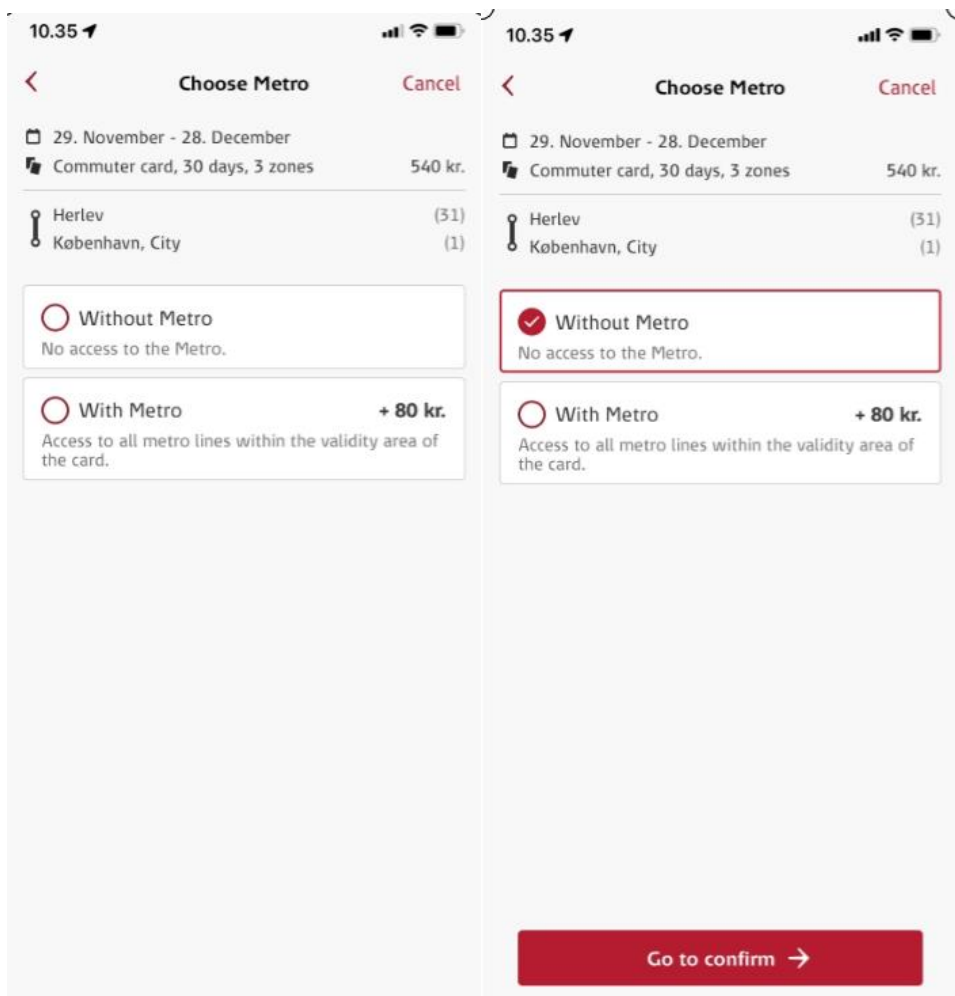 10.35
Choose Metro
Cancel
29. November - 28. December
Commuter card, 30 days, 3 zones 540 kr.
Herlev (31)
København, City (1)
Without Metro
No access to the Metro.
With Metro + 80 kr.
Access to all metro lines within the validity area of
the card.
10.35
Choose Metro
Cancel
29. November - 28. December
Commuter card, 30 days, 3 zones 540 kr.
Herlev (31)
København, City (1)
Without Metro
No access to the Metro.
With Metro + 80 kr.
Access to all metro lines within the validity area of
the card.
Go to confirm